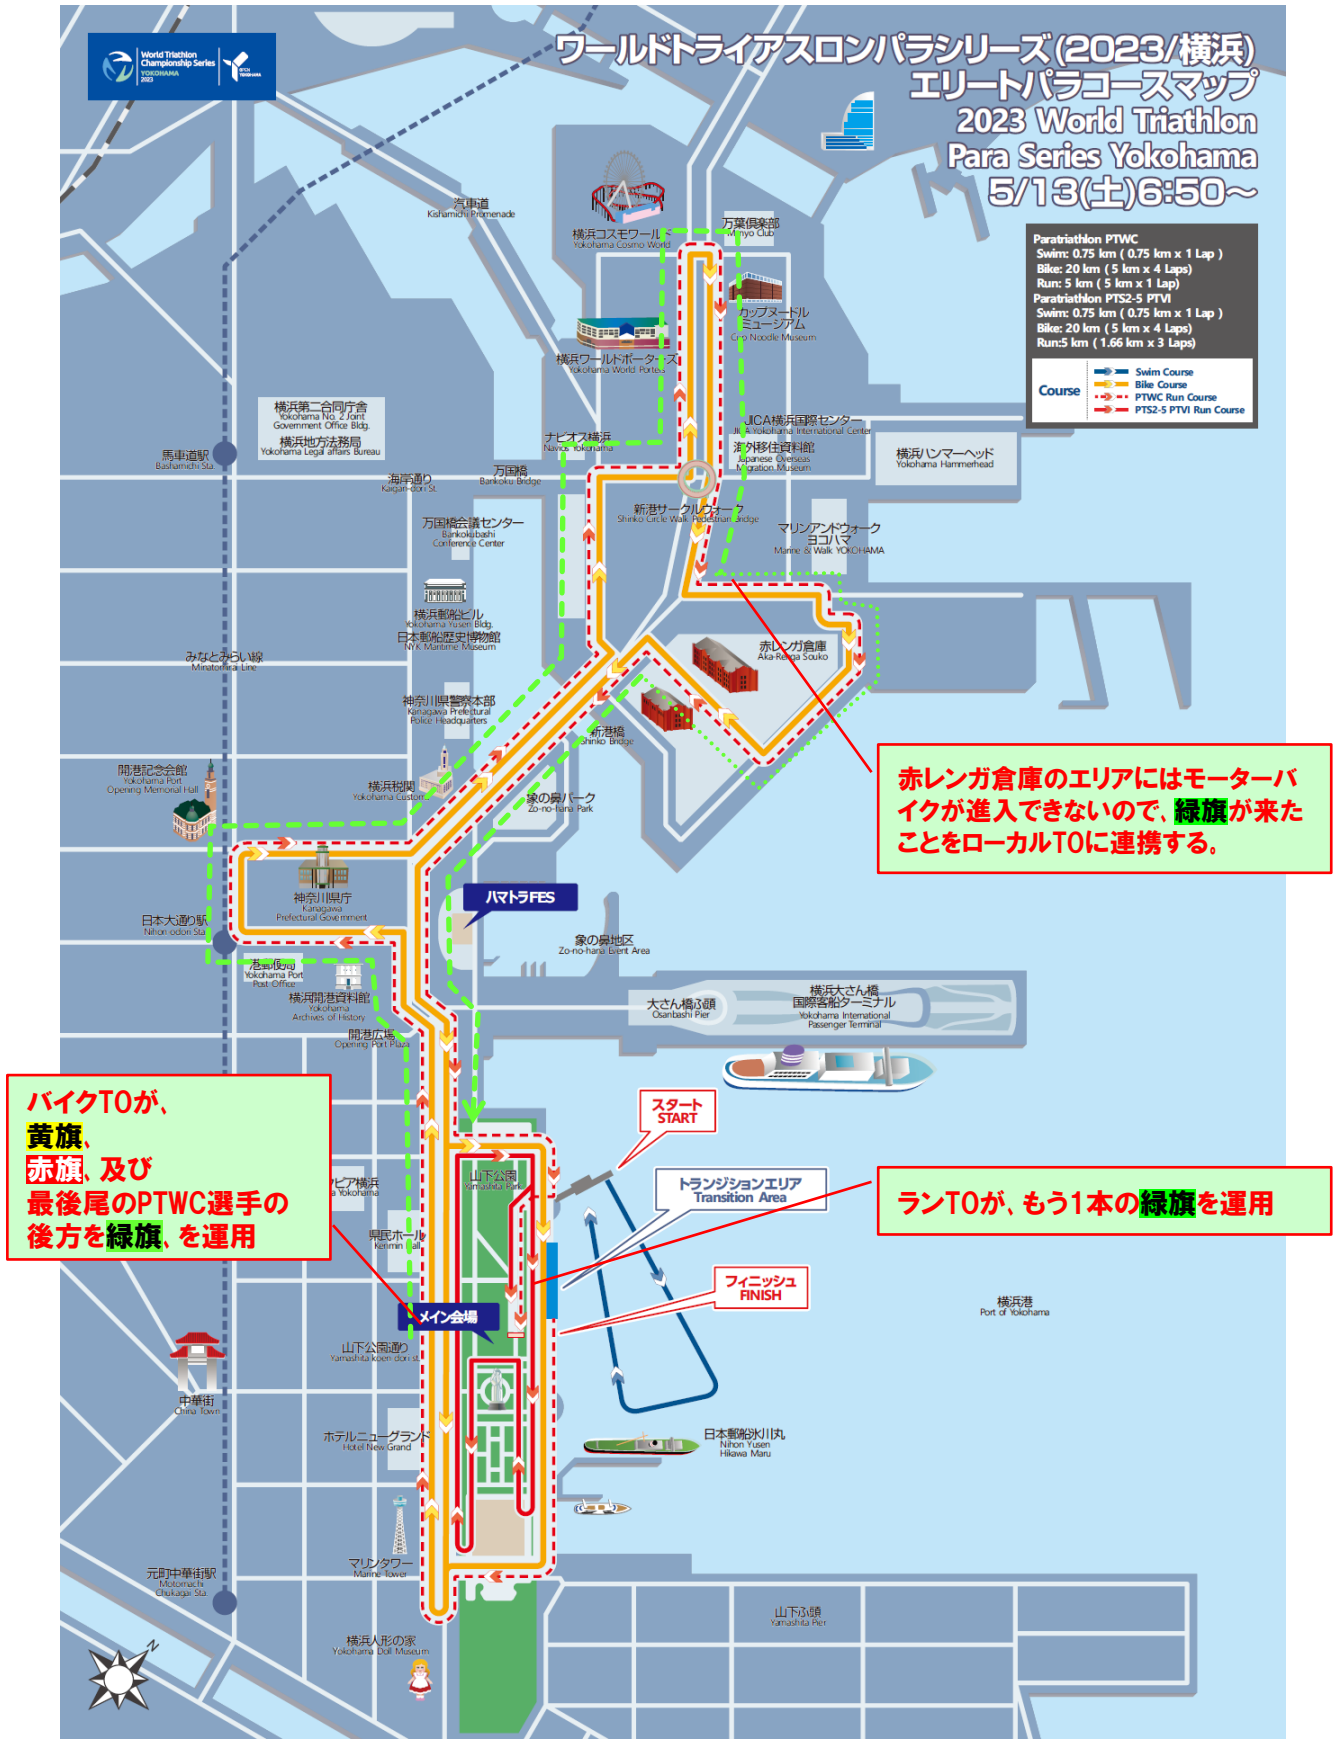 World Triathlon
Championship Series
YOKOHAMA
2023
ワールドトライアスロンパラシリーズ(2023/横浜)
エリートパラコースマップ
2023 World Triathlon
Para Series Yokohama
5/13(土)6:50～
Paratriathlon PTWC
Swim: 0.75 km ( 0.75 km x 1 Lap )
Bike: 20 km ( 5 km x 4 Laps)
Run: 5 km ( 5 km x 1 Lap)
Paratriathlon PTS2-5 PTVI
Swim: 0.75 km ( 0.75 km x 1 Lap )
Bike: 20 km ( 5 km x 4 Laps)
Run:5 km ( 1.66 km x 3 Laps)
Course
Swim Course
Bike Course
PTWC Run Course
PTS2-5 PTVI Run Course
汽車道
Kishamichi Promenade
横浜コスモワールド
Yokohama Cosmo World
万葉倶楽部
Manyo Club
カップヌードル
ミュージアム
Cup Noodle Museum
横浜ワールドポーターズ
Yokohama World Porters
横浜第二合同庁舎
Yokohama No. 2 Joint
Government Office Bldg.
横浜地方法務局
Yokohama Legal affairs Bureau
馬車道駅
Bashamichi Sta.
ナビオス横浜
Navios Yokohama
JICA横浜国際センター
JICA Yokohama International Center
海外移住資料館
Japanese Overseas
Migration Museum
横浜ハンマーヘッド
Yokohama Hammerhead
海岸通り
Kaigan-dori St.
万国橋
Bankoku Bridge
新港サークルウォーク
Shinko Circle Walk Pedestrian Bridge
万国橋会議センター
Bankokubashi
Conference Center
マリンアンドウォーク
ヨコハマ
Marine & Walk YOKOHAMA
横浜郵船ビル
Yokohama Yusen Bldg.
日本郵船歴史博物館
NYK Maritime Museum
みなとみらい線
Minatomirai Line
赤レンガ倉庫
Aka-Renga Souko
神奈川県警察本部
Kanagawa Prefectural
Police Headquarters
新港橋
Shinko Bridge
開港記念会館
Yokohama Port
Opening Memorial Hall
横浜税関
Yokohama Customs
象の鼻パーク
Zo-no-hana Park
赤レンガ倉庫のエリアにはモーターバ
イクが進入できないので、緑旗が来た
ことをローカルTOに連携する。
神奈川県庁
Kanagawa
Prefectural Government
ハマトラFES
日本大通り駅
Nihon odori Sta.
象の鼻地区
Zo-no-hana Event Area
港郵便局
Yokohama Port
Post Office
横浜開港資料館
Yokohama
Archives of History
大さん橋ふ頭
Osanbashi Pier
横浜大さん橋
国際客船ターミナル
Yokohama International
Passenger Terminal
開港広場
Opening Port Plaza
バイクTOが、
黄旗、
赤旗、及び
最後尾のPTWC選手の
後方を緑旗、を運用
スタート
START
山下公園
Yamashita Park
トランジションエリア
Transition Area
ランTOが、もう1本の緑旗を運用
ピア横浜
Yokohama
県民ホール
Kenmin Hall
フィニッシュ
FINISH
メイン会場
横浜港
Port of Yokohama
山下公園通り
Yamashita koen dori st.
中華街
China Town
ホテルニューグランド
Hotel New Grand
日本郵船氷川丸
Nihon Yusen
Hikawa Maru
マリンタワー
Marine Tower
元町中華街駅
Motomachi
Chukagai Sta.
山下ふ頭
Yamashita Pier
横浜人形の家
Yokohama Doll Museum
N